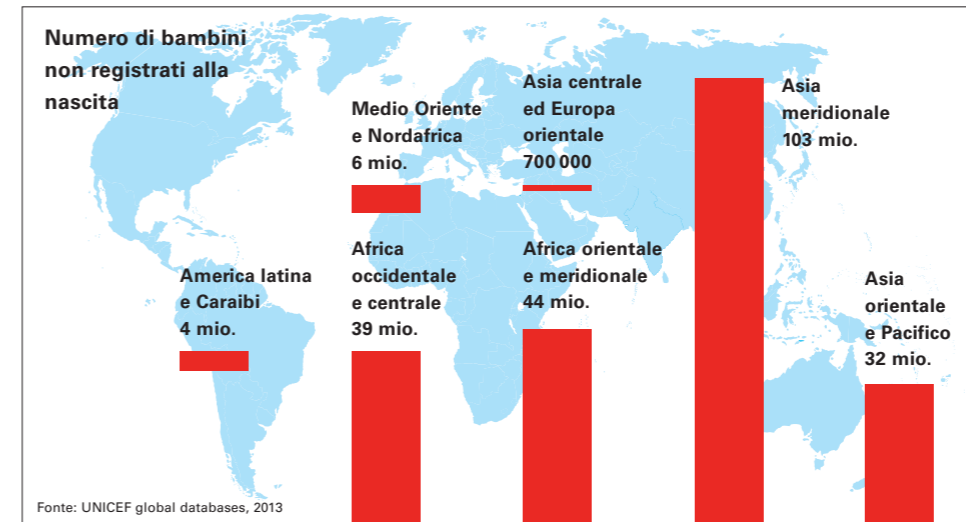 Numero di bambini
non registrati alla
nascita
Medio Oriente
e Nordafrica
6 mio.
Asia centrale
ed Europa
orientale
700 000
Asia
meridionale
103 mio.
America latina
e Caraibi
4 mio.
Africa
occidentale
e centrale
39 mio.
Africa orientale
e meridionale
44 mio.
Asia
orientale
e Pacifico
32 mio.
Fonte: UNICEF global databases, 2013